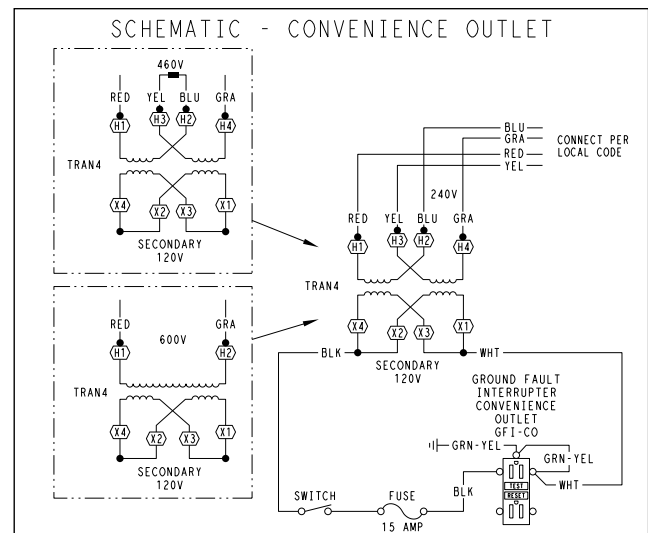 SCHEMATIC - CONVENIENCE OUTLET
460V
RED YEL BLU GRA
H1 H3 H2 H4
TRAN4
X4 X2 X3 X1
SECONDARY
120V
RED GRA
600V
H1 H2
TRAN4
X4 X2 X3 X1
SECONDARY
120V
BLU
GRA
RED
YEL
CONNECT PER
LOCAL CODE
240V
RED YEL BLU GRA
H1 H3 H2 H4
TRAN4
X4 X2 X3 X1
BLK WHT
SECONDARY
120V
GROUND FAULT
INTERRUPTER
CONVENIENCE
OUTLET
GFI-CO
GRN-YEL
GRN-YEL
WHT
TEST
RESET
BLK
SWITCH FUSE
15 AMP